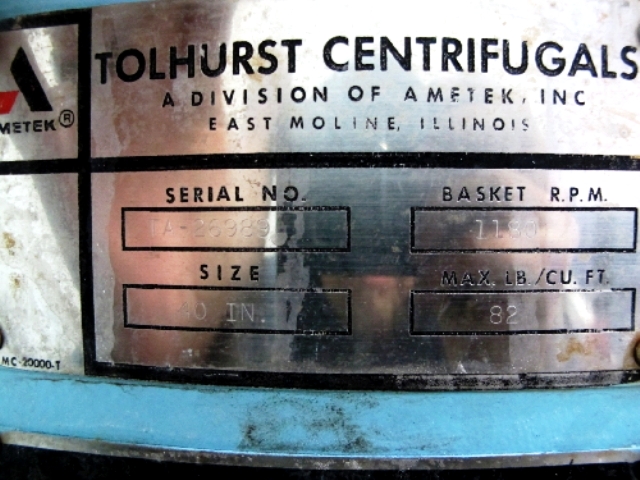 TOLHURST CENTRIFUGALS
A DIVISION OF AMETEK, INC
EAST MOLINE, ILLINOIS
AMETEK®
SERIAL NO.
BASKET R.P.M.
SIZE
IN.
MAX. LB./CU. FT.
82
MC-20000-T